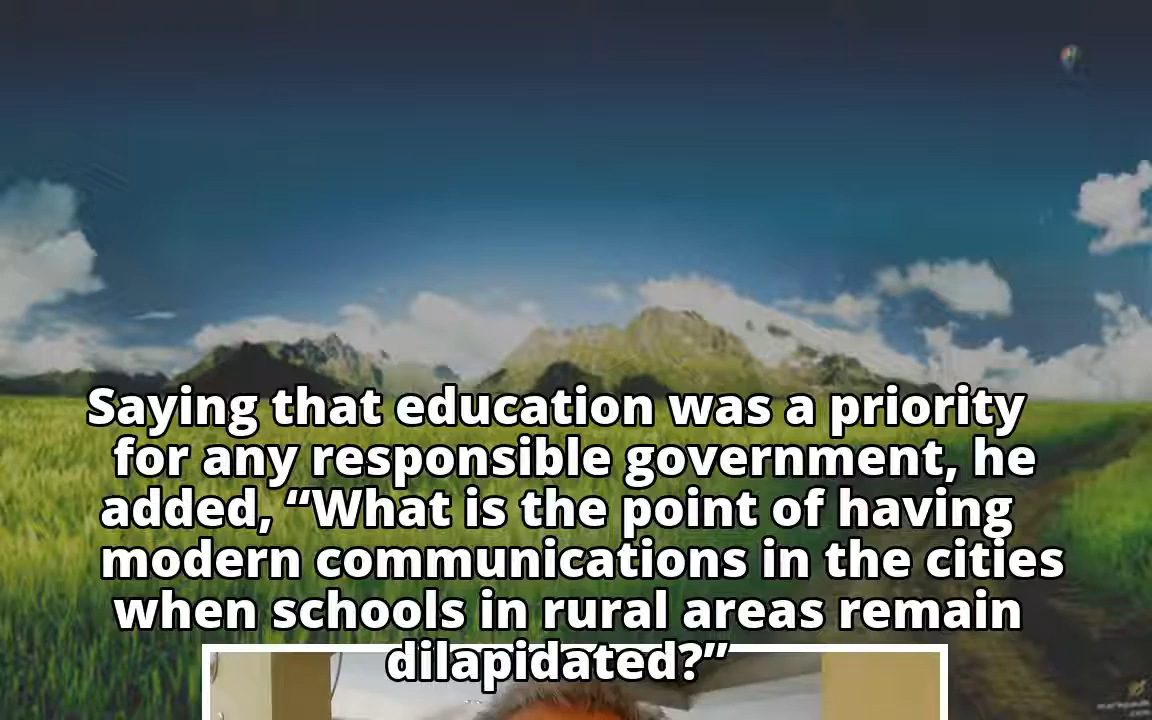 Saying that education was a priority
for any responsible government, he
added, “What is the point of having
modern communications in the cities
when schools in rural areas remain
dilapidated?”